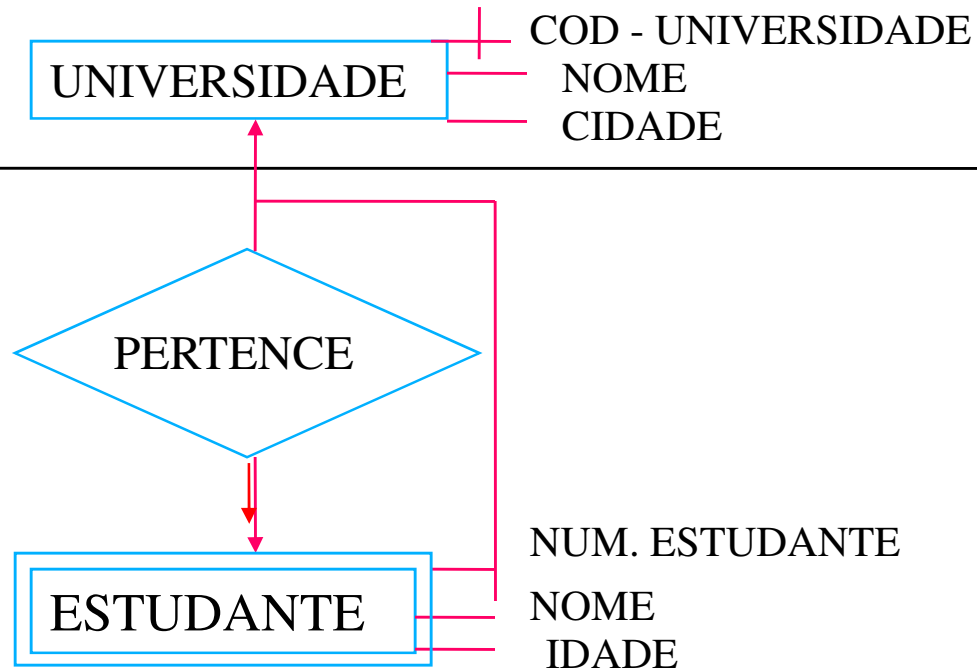 COD - UNIVERSIDADE
UNIVERSIDADE
NOME
CIDADE
PERTENCE
NUM. ESTUDANTE
ESTUDANTE
NOME
IDADE